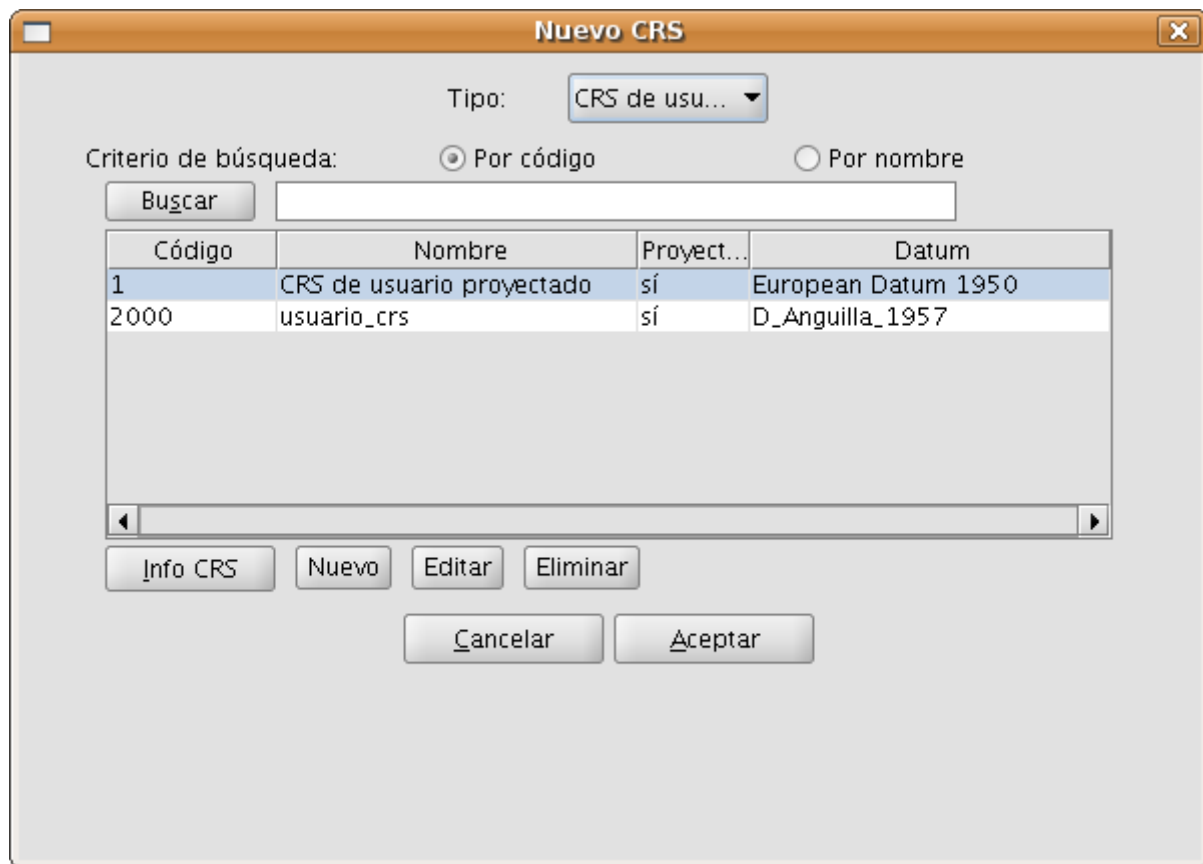 Nuevo CRS
Tipo: CRS de usu...
Criterio de búsqueda: Por código Por nombre
Buscar
Código Nombre Proyect... Datum
1 CRS de usuario proyectado sí European Datum 1950
2000 usuario_crs sí D_Anguilla_1957
Info CRS Nuevo Editar Eliminar
Cancelar Aceptar